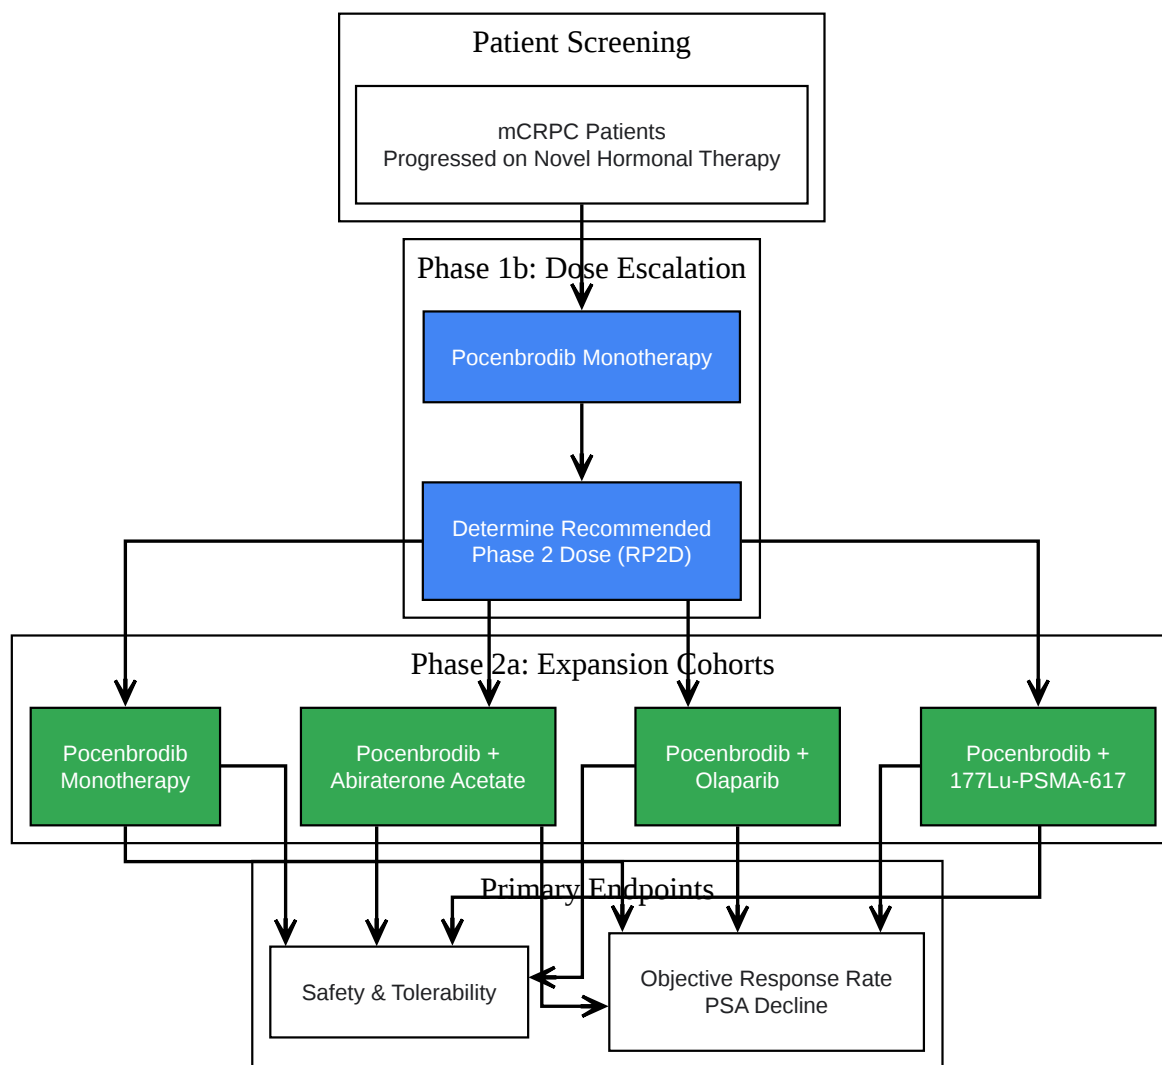 Patient Screening
mCRPC Patients
Progressed on Novel Hormonal Therapy
Phase 1b: Dose Escalation
Pocenbrodib Monotherapy
Determine Recommended
Phase 2 Dose (RP2D)
Phase 2a: Expansion Cohorts
Pocenbrodib
Monotherapy
Pocenbrodib +
Abiraterone Acetate
Pocenbrodib +
Olaparib
Pocenbrodib +
177Lu-PSMA-617
Primary Endpoints
Safety & Tolerability
Objective Response Rate
PSA Decline